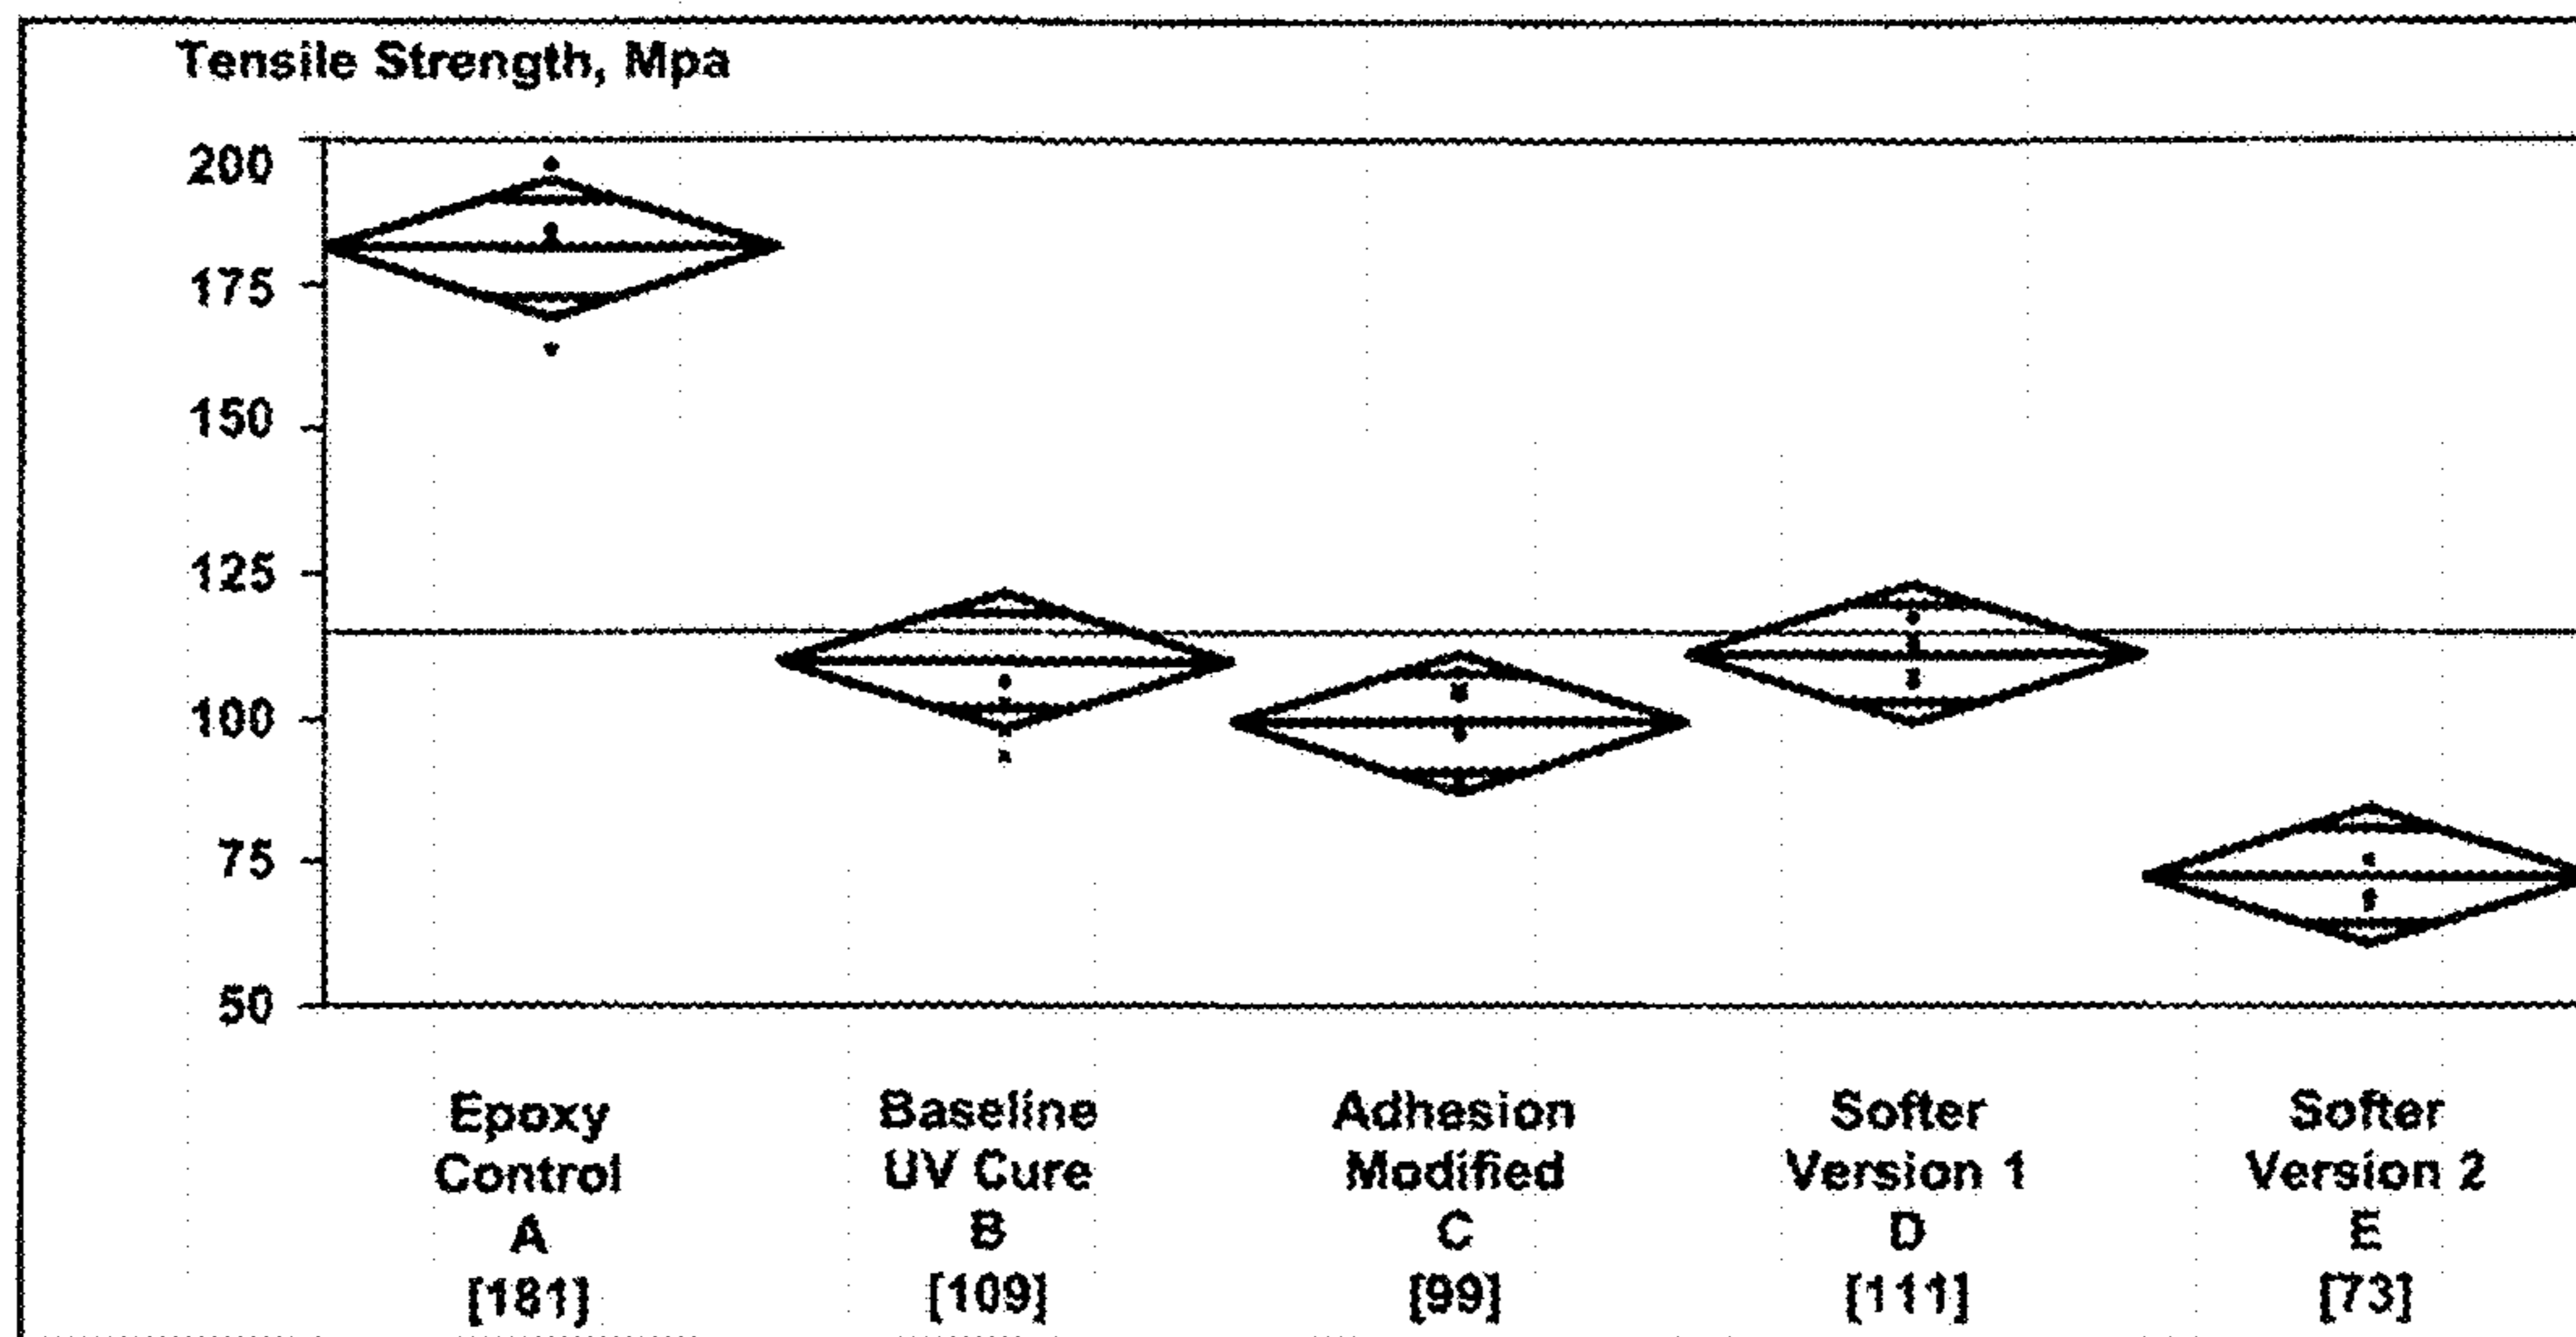 Tensile Strength, Mpa
200
175
150
125
100
75
50
Epoxy Control A [181]
Baseline UV Cure B [109]
Adhesion Modified C [99]
Softer Version 1 D [111]
Softer Version 2 E [73]